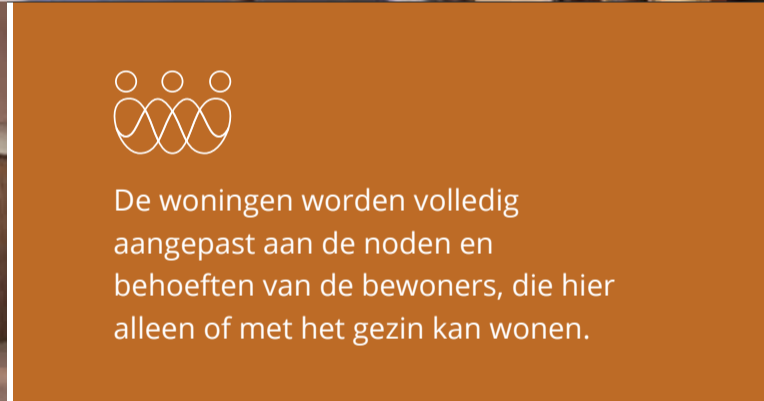 De woningen worden volledig
aangepast aan de noden en
behoeften van de bewoners, die hier
alleen of met het gezin kan wonen.